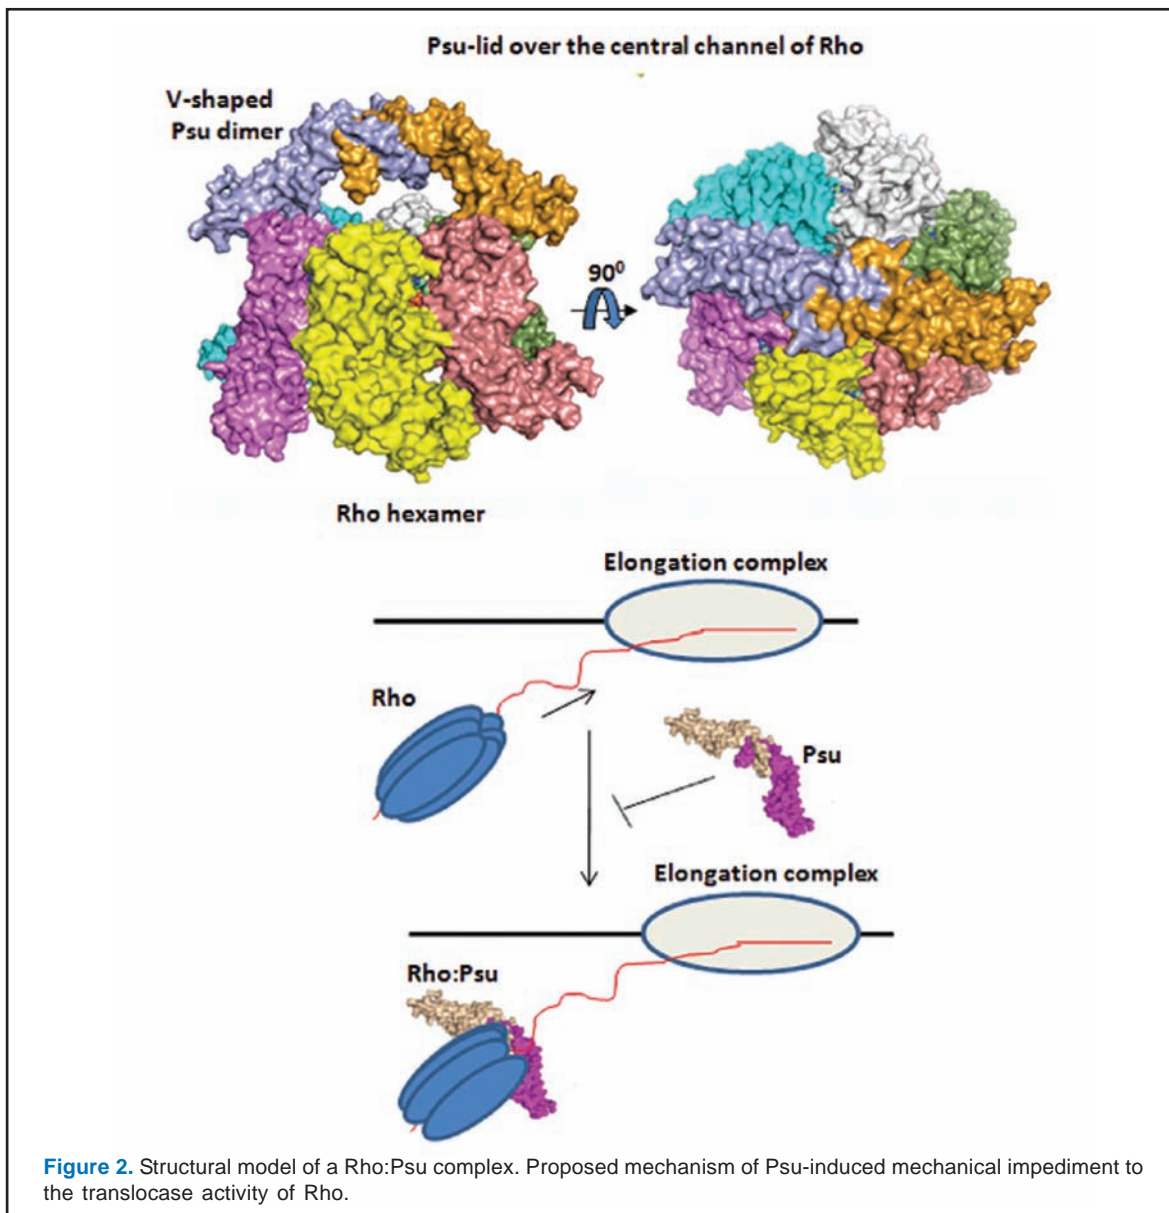 Psu-lid over the central channel of Rho
V-shaped
Psu dimer
90⁰
Rho hexamer
Elongation complex
Rho
Psu
Elongation complex
Rho:Psu
Figure 2. Structural model of a Rho:Psu complex. Proposed mechanism of Psu-induced mechanical impediment to
the translocase activity of Rho.